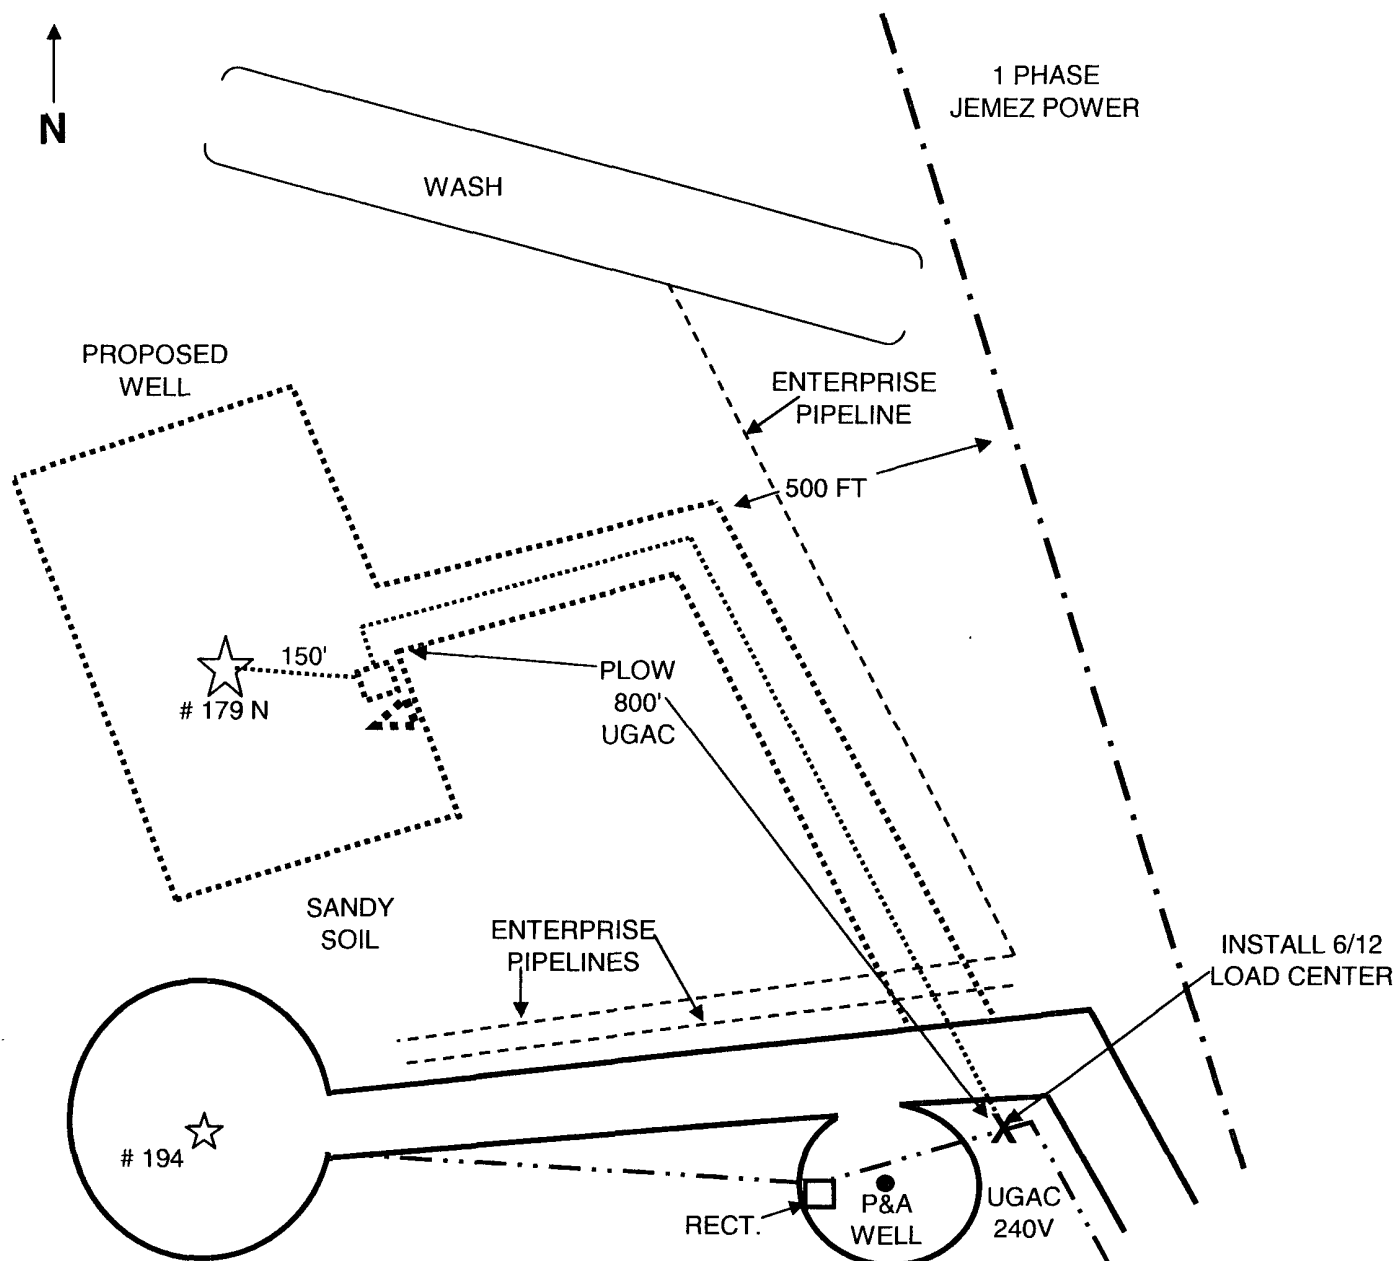 1 PHASE
JEMEZ POWER
N
WASH
PROPOSED
WELL
ENTERPRISE
PIPELINE
500 FT
150'
# 179 N
PLOW
800'
UGAC
SANDY
SOIL
ENTERPRISE
PIPELINES
INSTALL 6/12
LOAD CENTER
X
# 194
RECT.
P&A
WELL
UGAC
240V